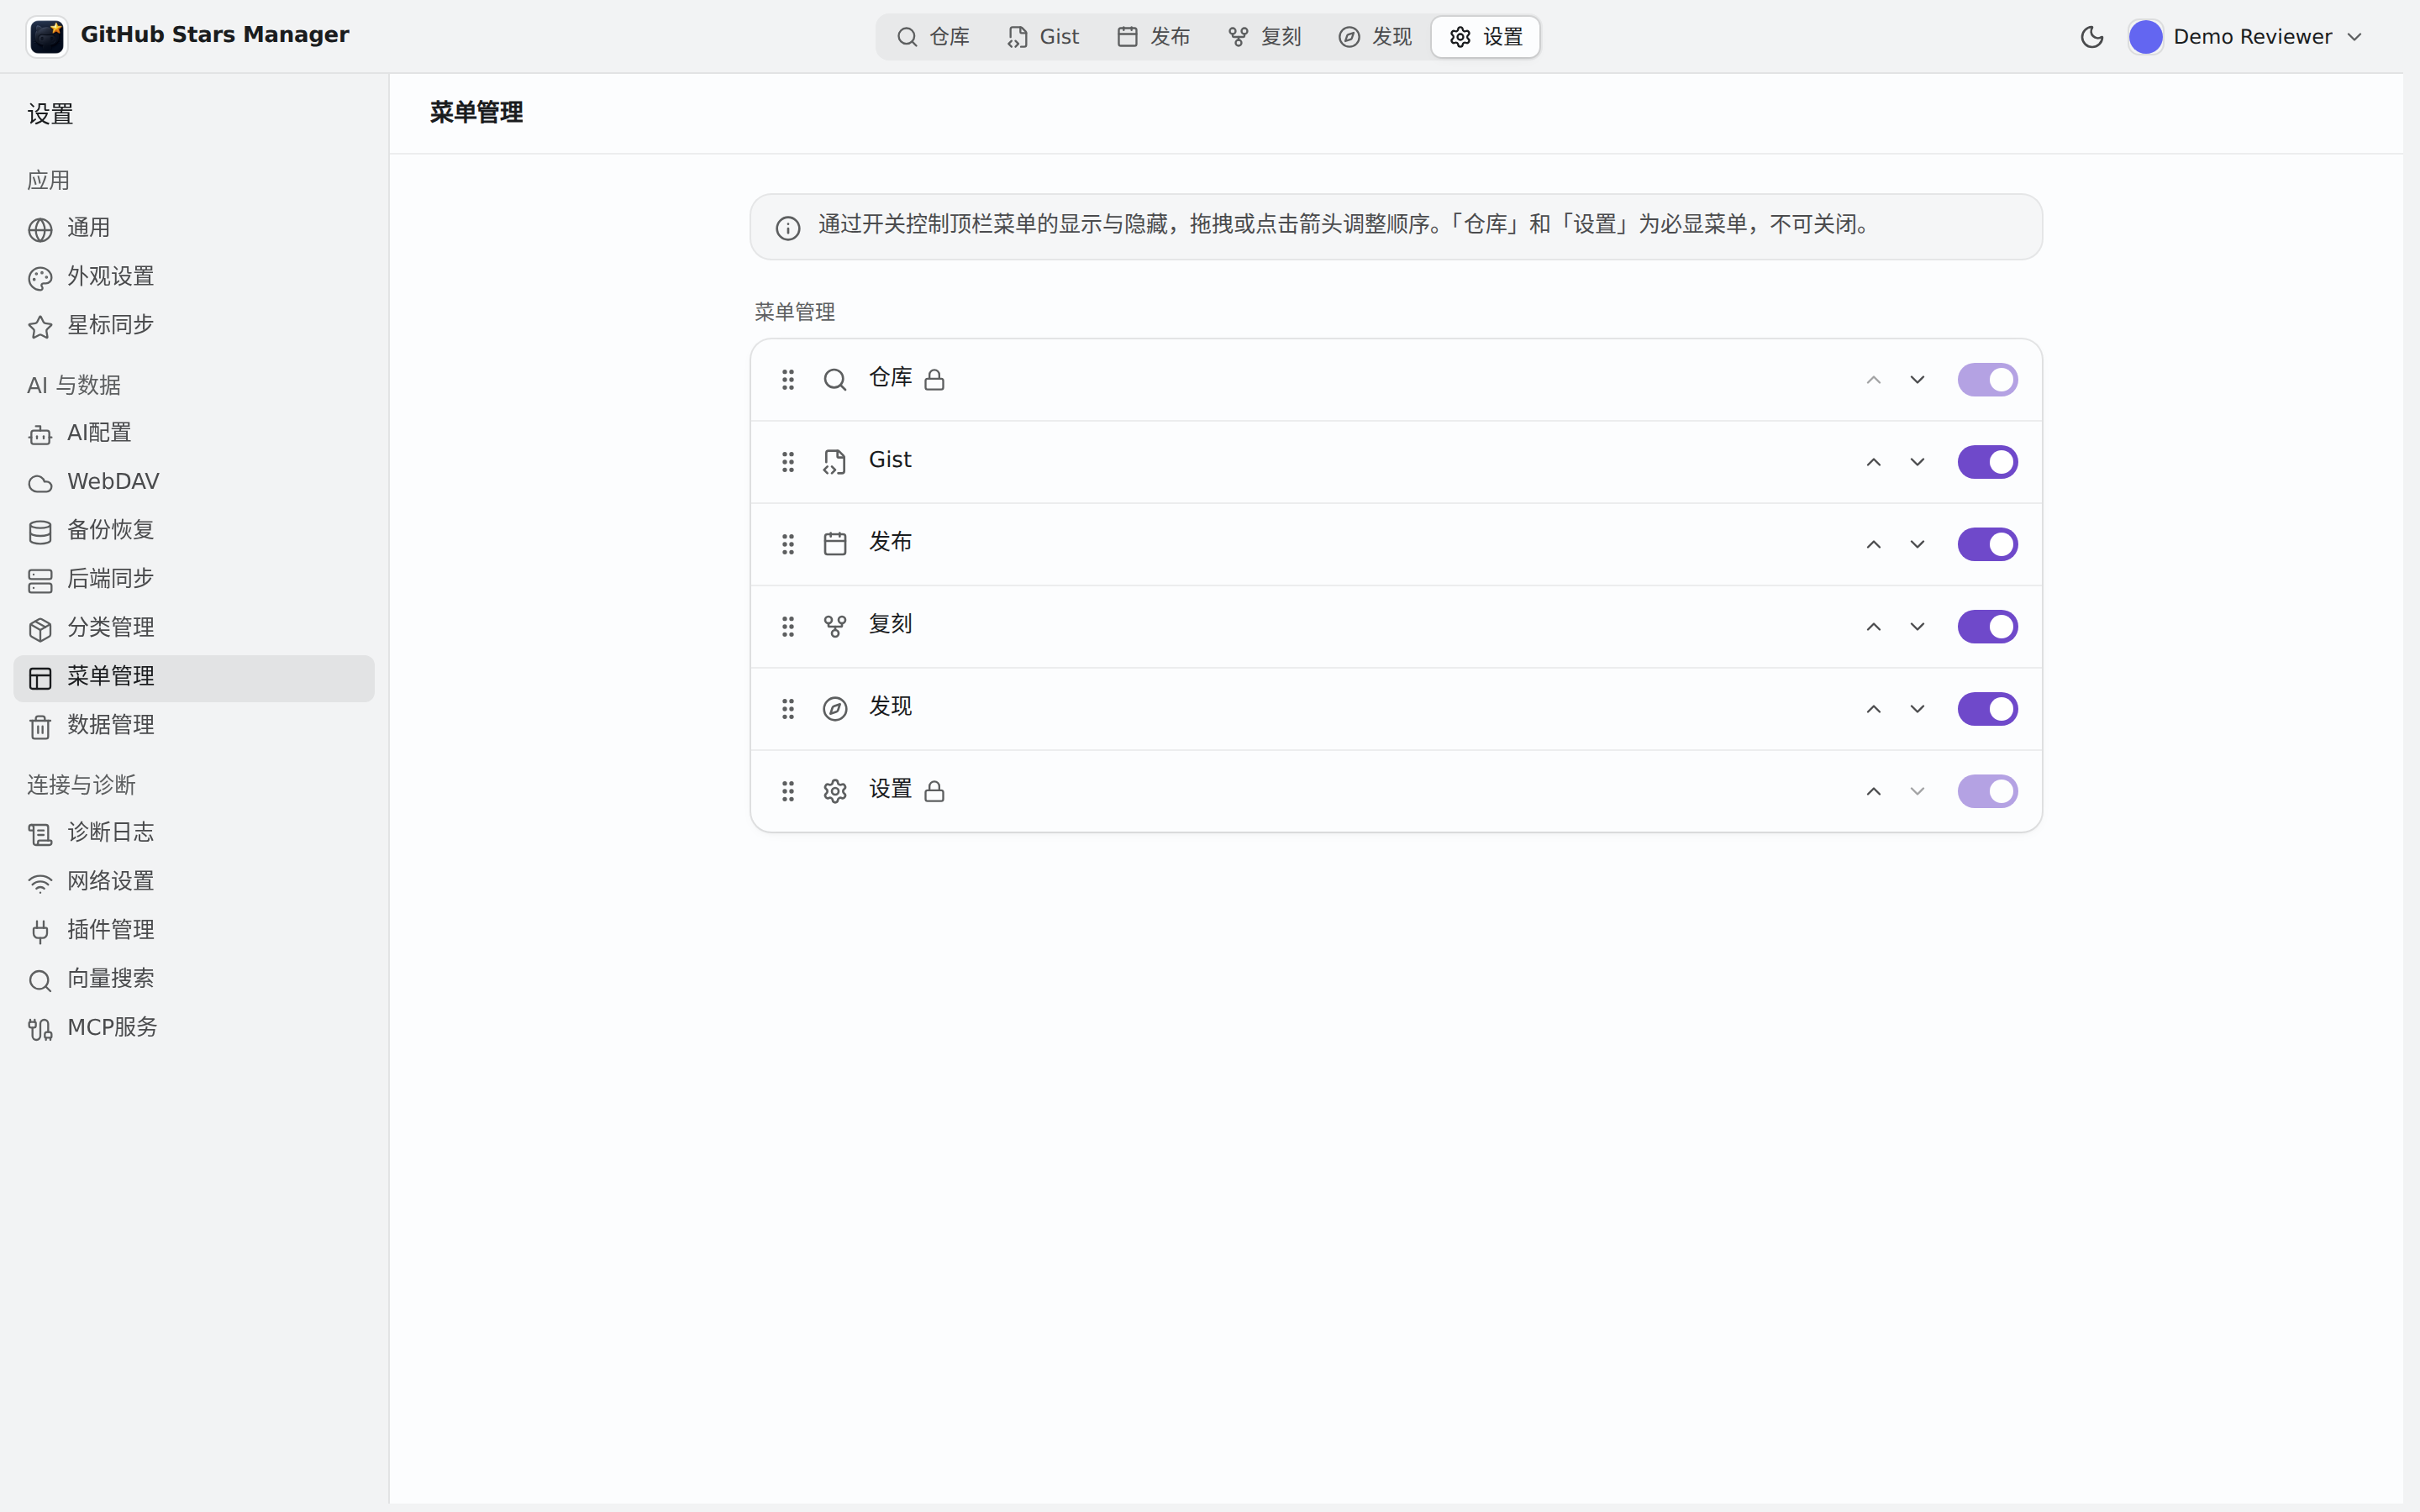 GitHub Stars Manager
仓库
Gist
发布
复刻
发现
设置
Demo Reviewer
设置
应用
通用
外观设置
星标同步
AI 与数据
AI配置
WebDAV
备份恢复
后端同步
分类管理
菜单管理
数据管理
连接与诊断
诊断日志
网络设置
插件管理
向量搜索
MCP服务
菜单管理
通过开关控制顶栏菜单的显示与隐藏，拖拽或点击箭头调整顺序。「仓库」和「设置」为必显菜单，不可关闭。
菜单管理
仓库
Gist
发布
复刻
发现
设置